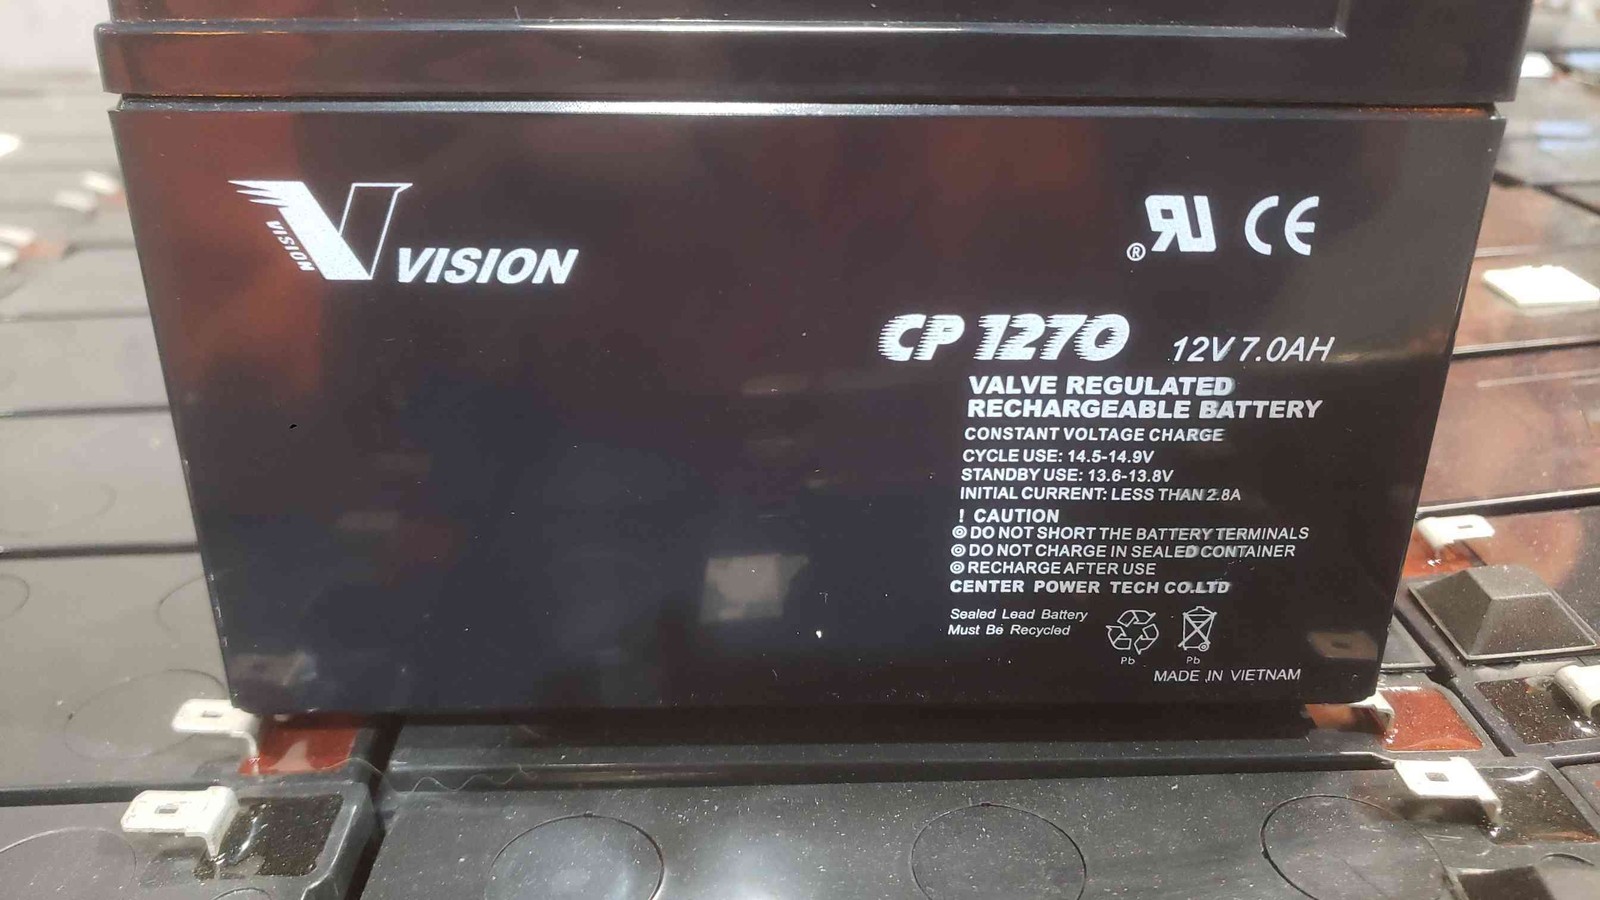 VISION
VISION
® RU CE
CP 1270 12V 7.0AH
VALVE REGULATED
RECHARGEABLE BATTERY
CONSTANT VOLTAGE CHARGE
CYCLE USE: 14.5-14.9V
STANDBY USE: 13.6-13.8V
INITIAL CURRENT: LESS THAN 2.8A
! CAUTION
◎ DO NOT SHORT THE BATTERY TERMINALS
◎ DO NOT CHARGE IN SEALED CONTAINER
◎ RECHARGE AFTER USE
CENTER POWER TECH CO.LTD
Sealed Lead Battery
Must Be Recycled
Pb Pb
MADE IN VIETNAM